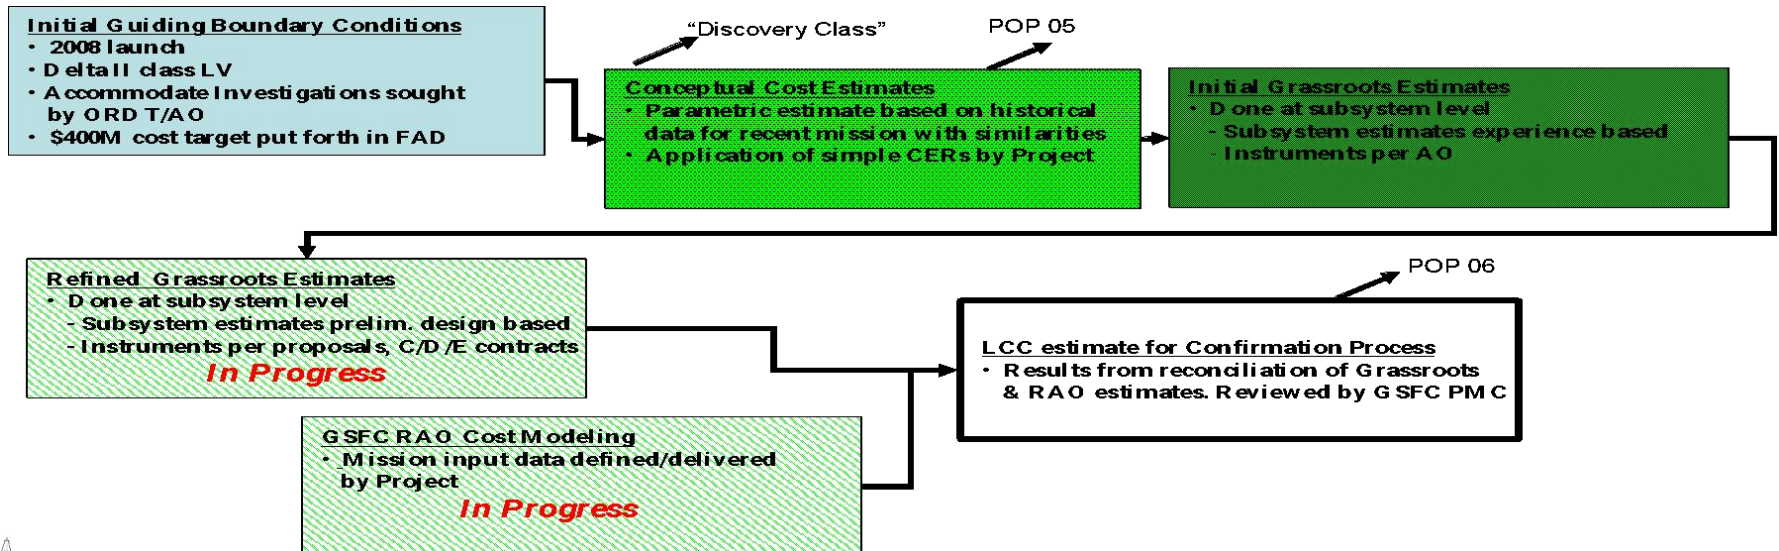 Initial Guiding Boundary Conditions
• 2008 launch
• Delta II class LV
• Accommodate Investigations sought
by ORDT/AO
• $400M cost target put forth in FAD
"Discovery Class"
POP 05
Conceptual Cost Estimates
• Parametric estimate based on historical
data for recent mission with similarities
• Application of simple CERs by Project
Initial Grassroots Estimates
• Done at subsystem level
- Subsystem estimates experience based
- Instruments per AO
Refined Grassroots Estimates
• Done at subsystem level
- Subsystem estimates prelim. design based
- Instruments per proposals, C/D/E contracts
In Progress
GSFC RAO Cost Modeling
• Mission input data defined/delivered
by Project
In Progress
POP 06
LCC estimate for Confirmation Process
• Results from reconciliation of Grassroots
& RAO estimates. Reviewed by GSFC PMC